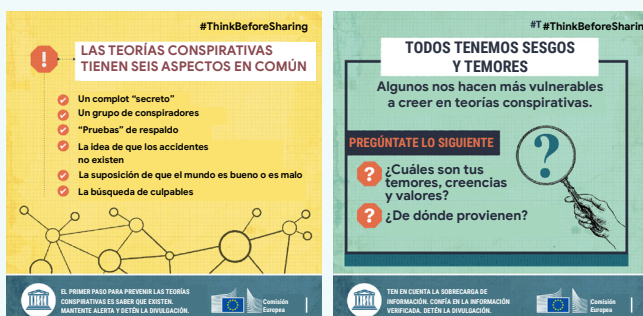 #ThinkBeforeSharing
!
LAS TEORÍAS CONSPIRATIVAS
TIENEN SEIS ASPECTOS EN COMÚN
Un complot “secreto”
Un grupo de conspiradores
“Pruebas” de respaldo
La idea de que los accidentes
no existen
La suposición de que el mundo es bueno o es malo
La búsqueda de culpables
EL PRIMER PASO PARA PREVENIR LAS TEORÍAS
CONSPIRATIVAS ES SABER QUE EXISTEN.
MANTENTE ALERTA Y DETÉN LA DIVULGACIÓN.
Comisión
Europea
#T #ThinkBeforeSharin
TODOS TENEMOS SESGOS
Y TEMORES
Algunos nos hacen más vulnerables
a creer en teorías conspirativas.
PREGÚNTATE LO SIGUIENTE
?
? ¿Cuáles son tus
temores, creencias
y valores?
? ¿De dónde provienen?
TEN EN CUENTA LA SOBRECARGA DE
INFORMACIÓN. CONFÍA EN LA INFORMACIÓN
VERIFICADA. DETÉN LA DIVULGACIÓN.
Comisión
Europea